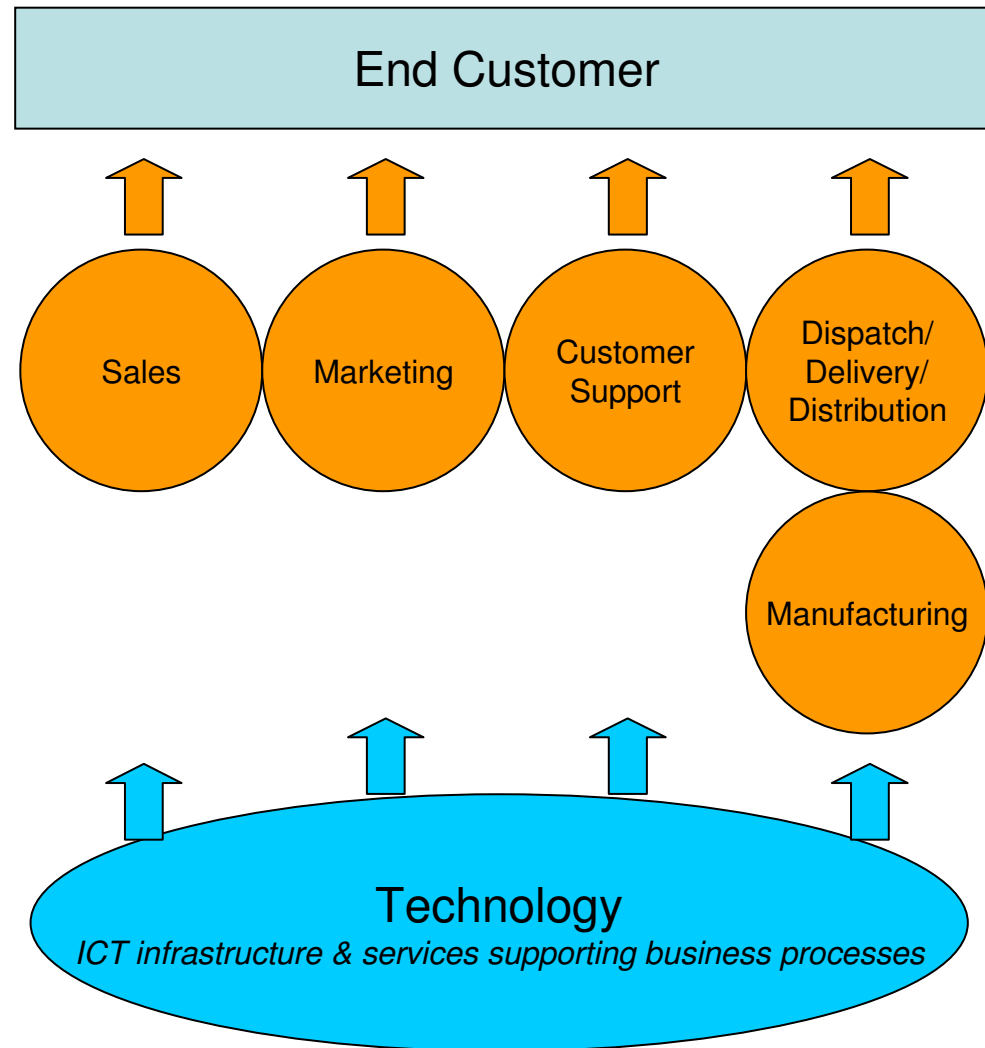 End Customer
Sales
Marketing
Customer
Support
Dispatch/
Delivery/
Distribution
Manufacturing
Technology
ICT infrastructure & services supporting business processes